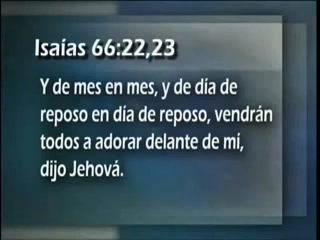 Isaías 66:22,23
Y de mes en mes, y de día de
reposo en día de reposo, vendrán
todos a adorar delante de mí,
dijo Jehová.